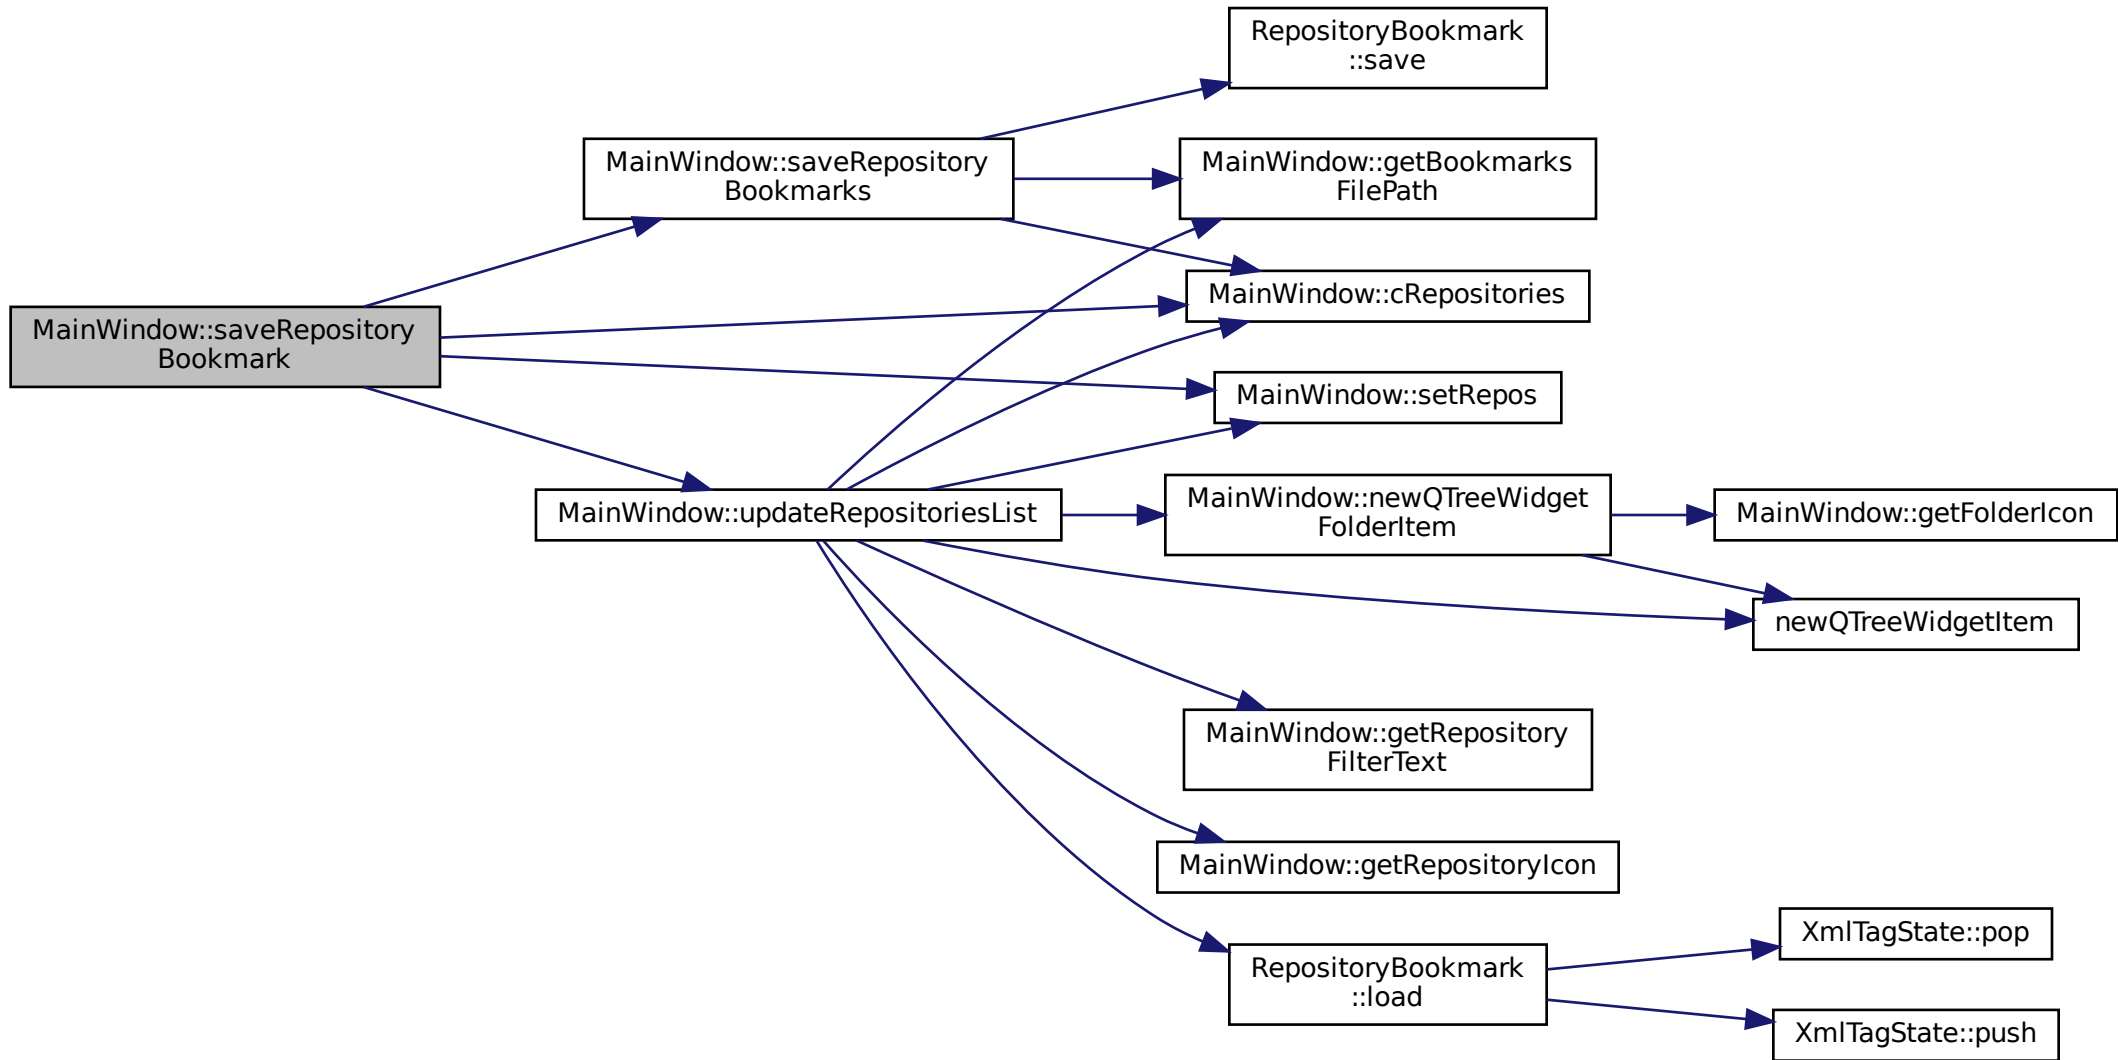 RepositoryBookmark
::save
MainWindow::saveRepository
Bookmarks
MainWindow::getBookmarks
FilePath
MainWindow::cRepositories
MainWindow::saveRepository
Bookmark
MainWindow::setRepos
MainWindow::updateRepositoriesList
MainWindow::newQTreeWidget
FolderItem
MainWindow::getFolderIcon
newQTreeWidgetItem
MainWindow::getRepository
FilterText
MainWindow::getRepositoryIcon
RepositoryBookmark
::load
XmlTagState::pop
XmlTagState::push